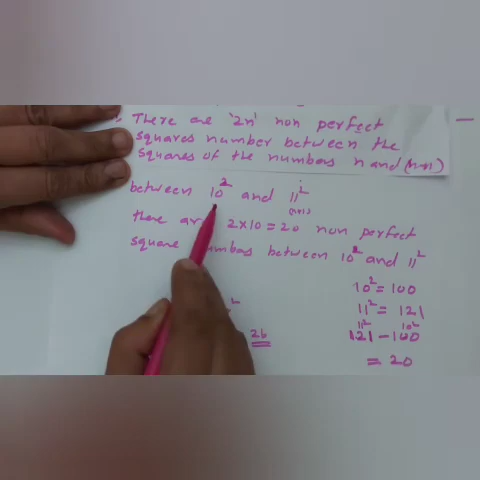 There are '2n' non perfect
squares number between the
squares of the numbers n and (n+1)
between 10² and 11²
(n+1)
there are 2×10=20 non perfect
square numbas between 10² and 11²
10² = 100
11² = 121
11² 10²
121 - 100
= 20
26